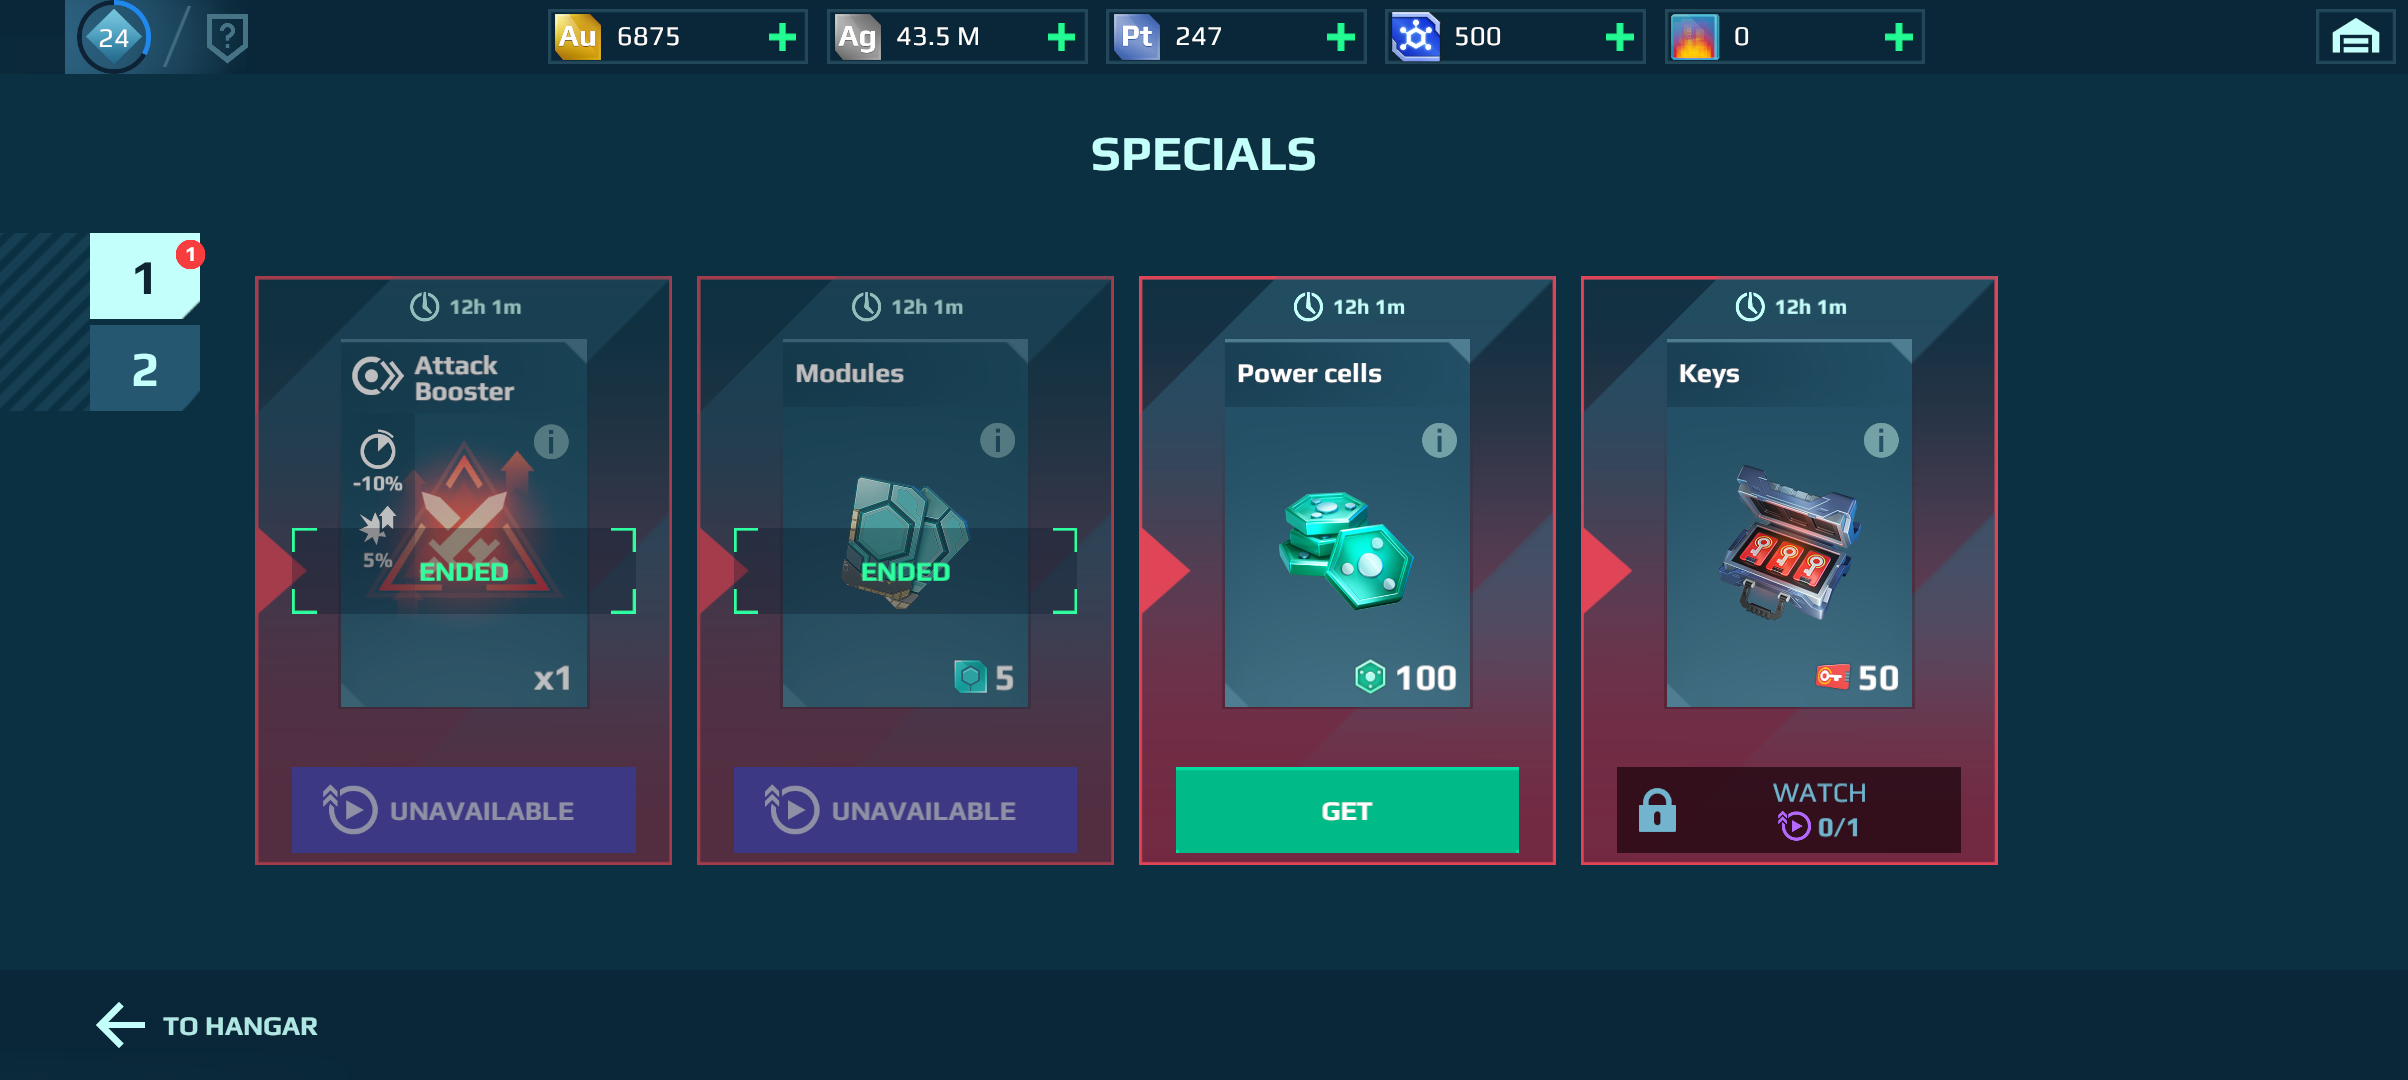 24
?
Au 6875
Ag 43.5 M
Pt 247
500
0
SPECIALS
1
1
2
12h 1m
Attack
Booster
i
-10%
5%
ENDED
x1
UNAVAILABLE
12h 1m
Modules
i
ENDED
5
UNAVAILABLE
12h 1m
Power cells
i
100
GET
12h 1m
Keys
i
50
WATCH
0/1
TO HANGAR